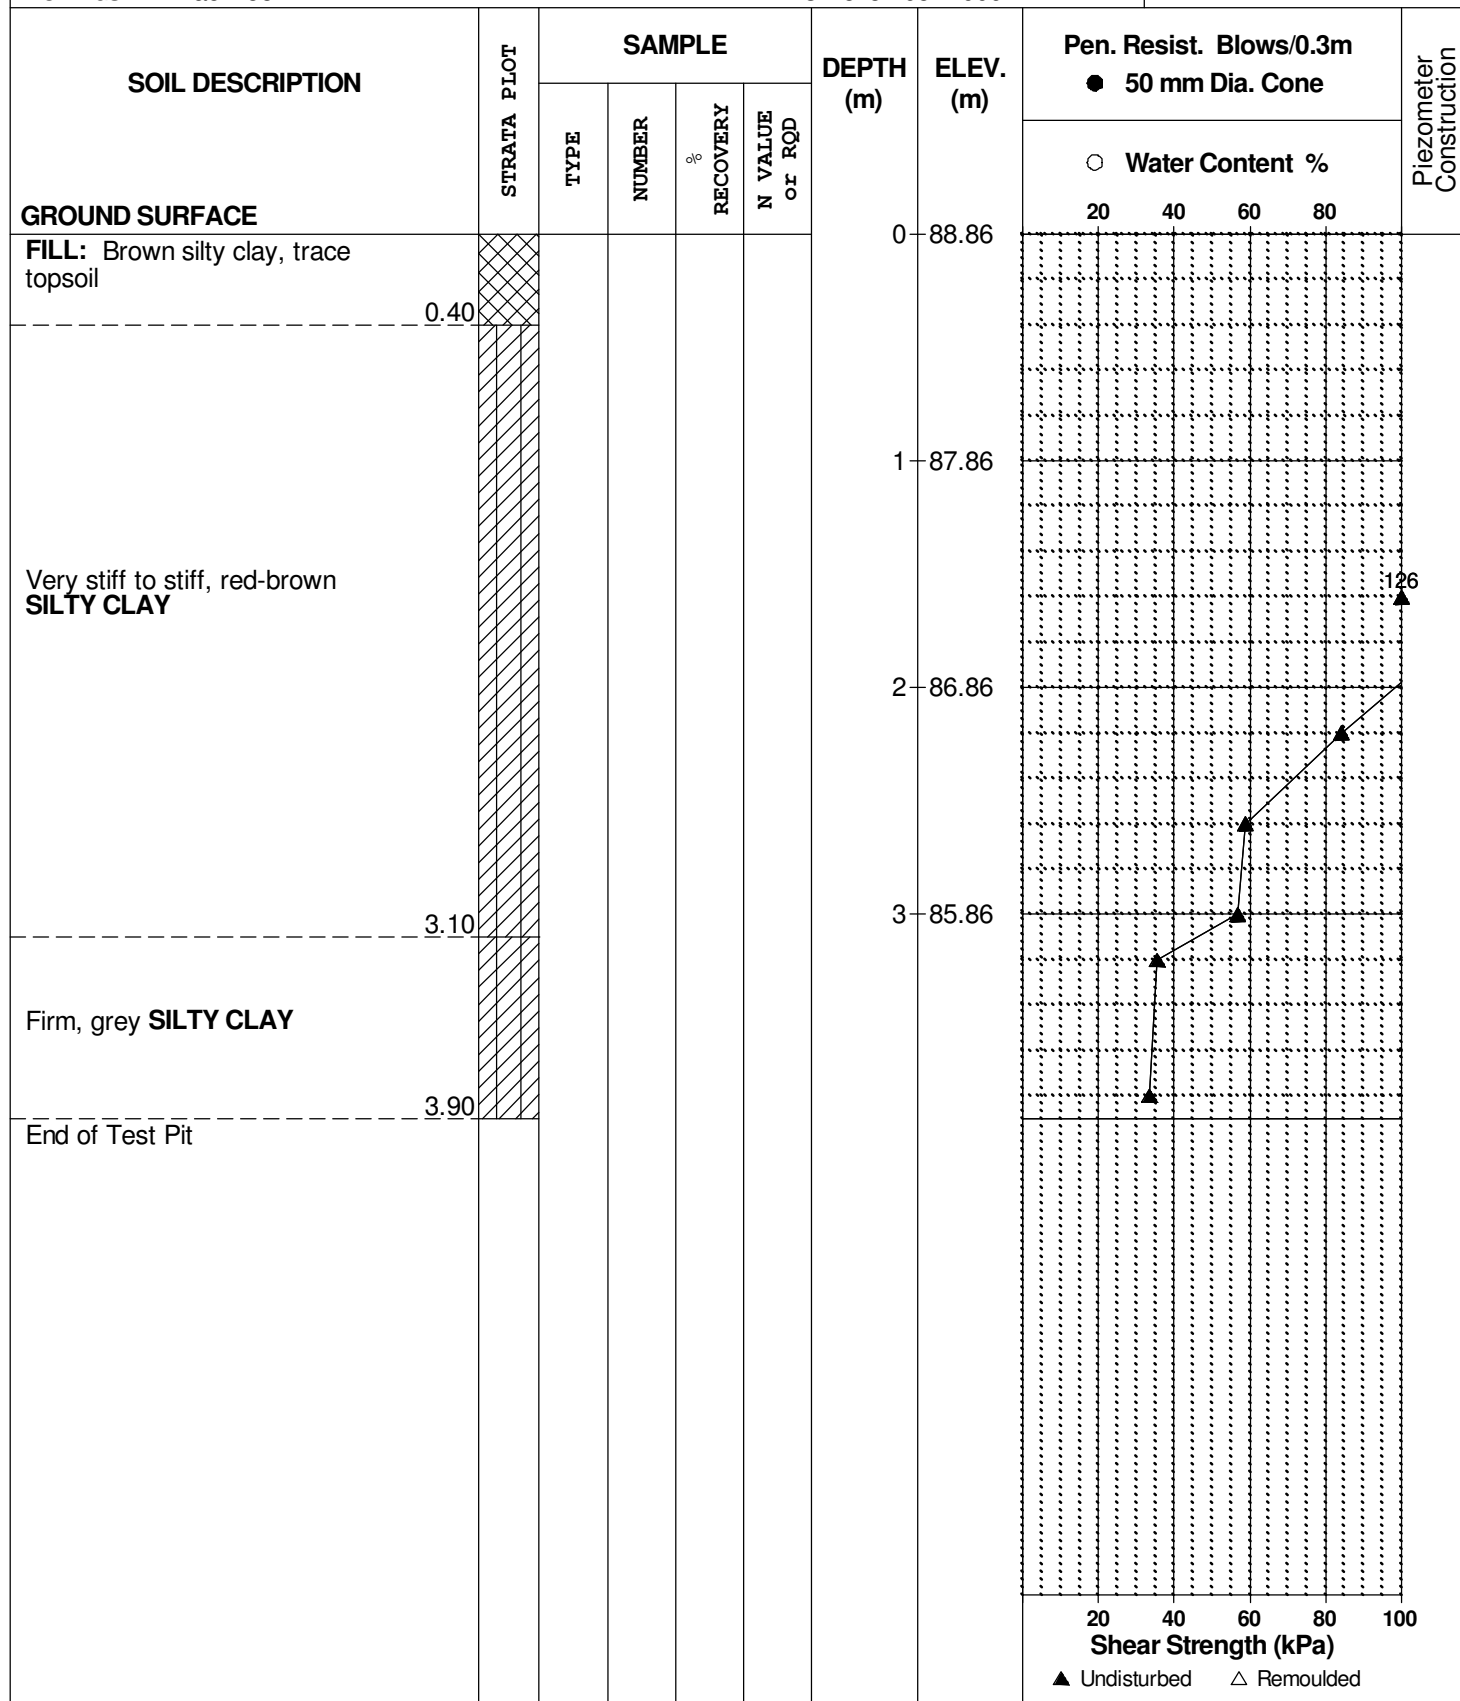 SOIL DESCRIPTION
GROUND SURFACE
STRATA PLOT
SAMPLE
TYPE
NUMBER
%
RECOVERY
N VALUE
or RQD
DEPTH
(m)
ELEV.
(m)
Pen. Resist. Blows/0.3m
● 50 mm Dia. Cone
○ Water Content %
20 40 60 80
Piezometer
Construction
FILL: Brown silty clay, trace
topsoil
0.40
0 88.86
1 87.86
Very stiff to stiff, red-brown
SILTY CLAY
126
2 86.86
3 85.86
3.10
Firm, grey SILTY CLAY
3.90
End of Test Pit
20 40 60 80 100
Shear Strength (kPa)
▲ Undisturbed △ Remoulded